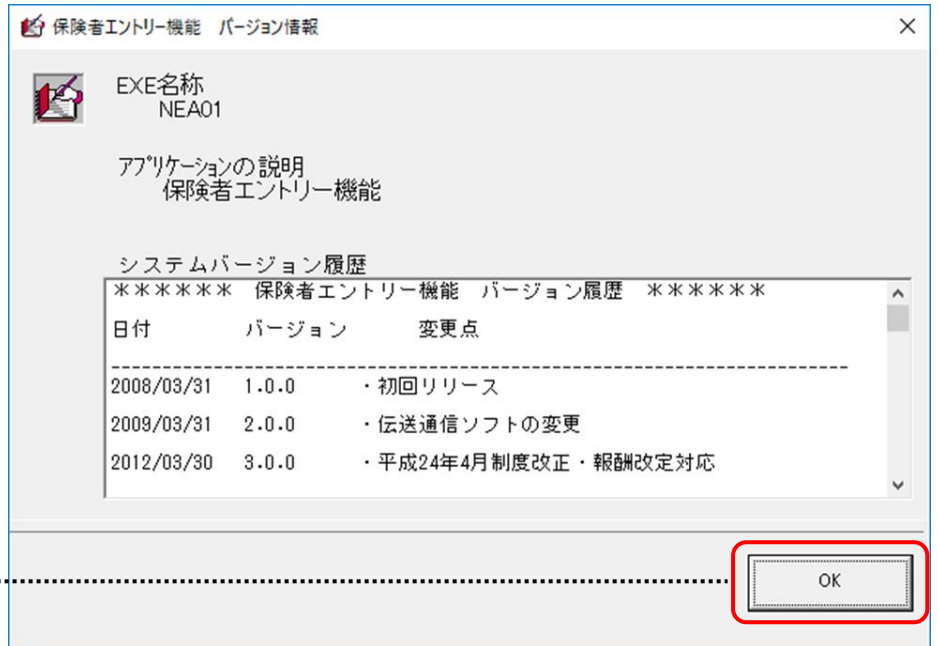 保険者エントリー機能　バージョン情報
EXE名称
NEA01
ｱﾌﾟﾘｹｰｼｮﾝの説明
保険者エントリー機能
システムバージョン履歴
＊＊＊＊＊＊　保険者エントリー機能　バージョン履歴　＊＊＊＊＊＊
日付　バージョン　変更点
---------------------------------------------------------------------------
2008/03/31　1.0.0　・初回リリース
2009/03/31　2.0.0　・伝送通信ソフトの変更
2012/03/30　3.0.0　・平成24年4月制度改正・報酬改定対応
OK